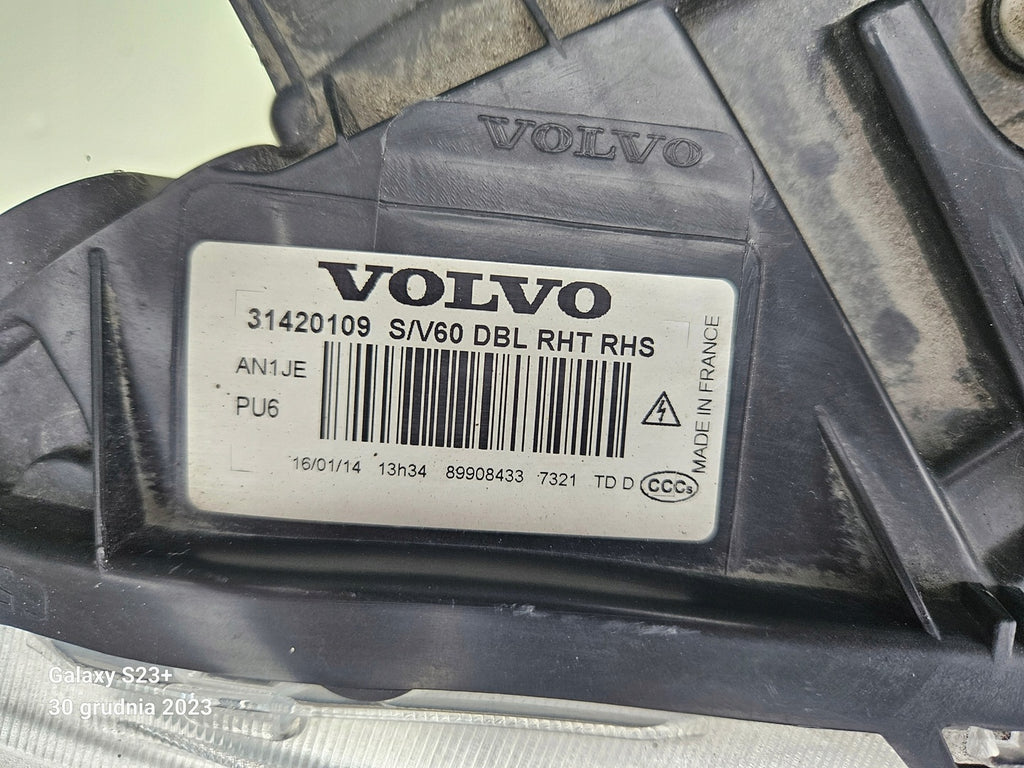 VOLVO
VOLVO
31420109 S/V60 DBL RHT RHS
AN1JE
PU6
16/01/14 13h34 89908433 7321 TD D
CCCs
MADE IN FRANCE
Galaxy S23+
30 grudnia 2023